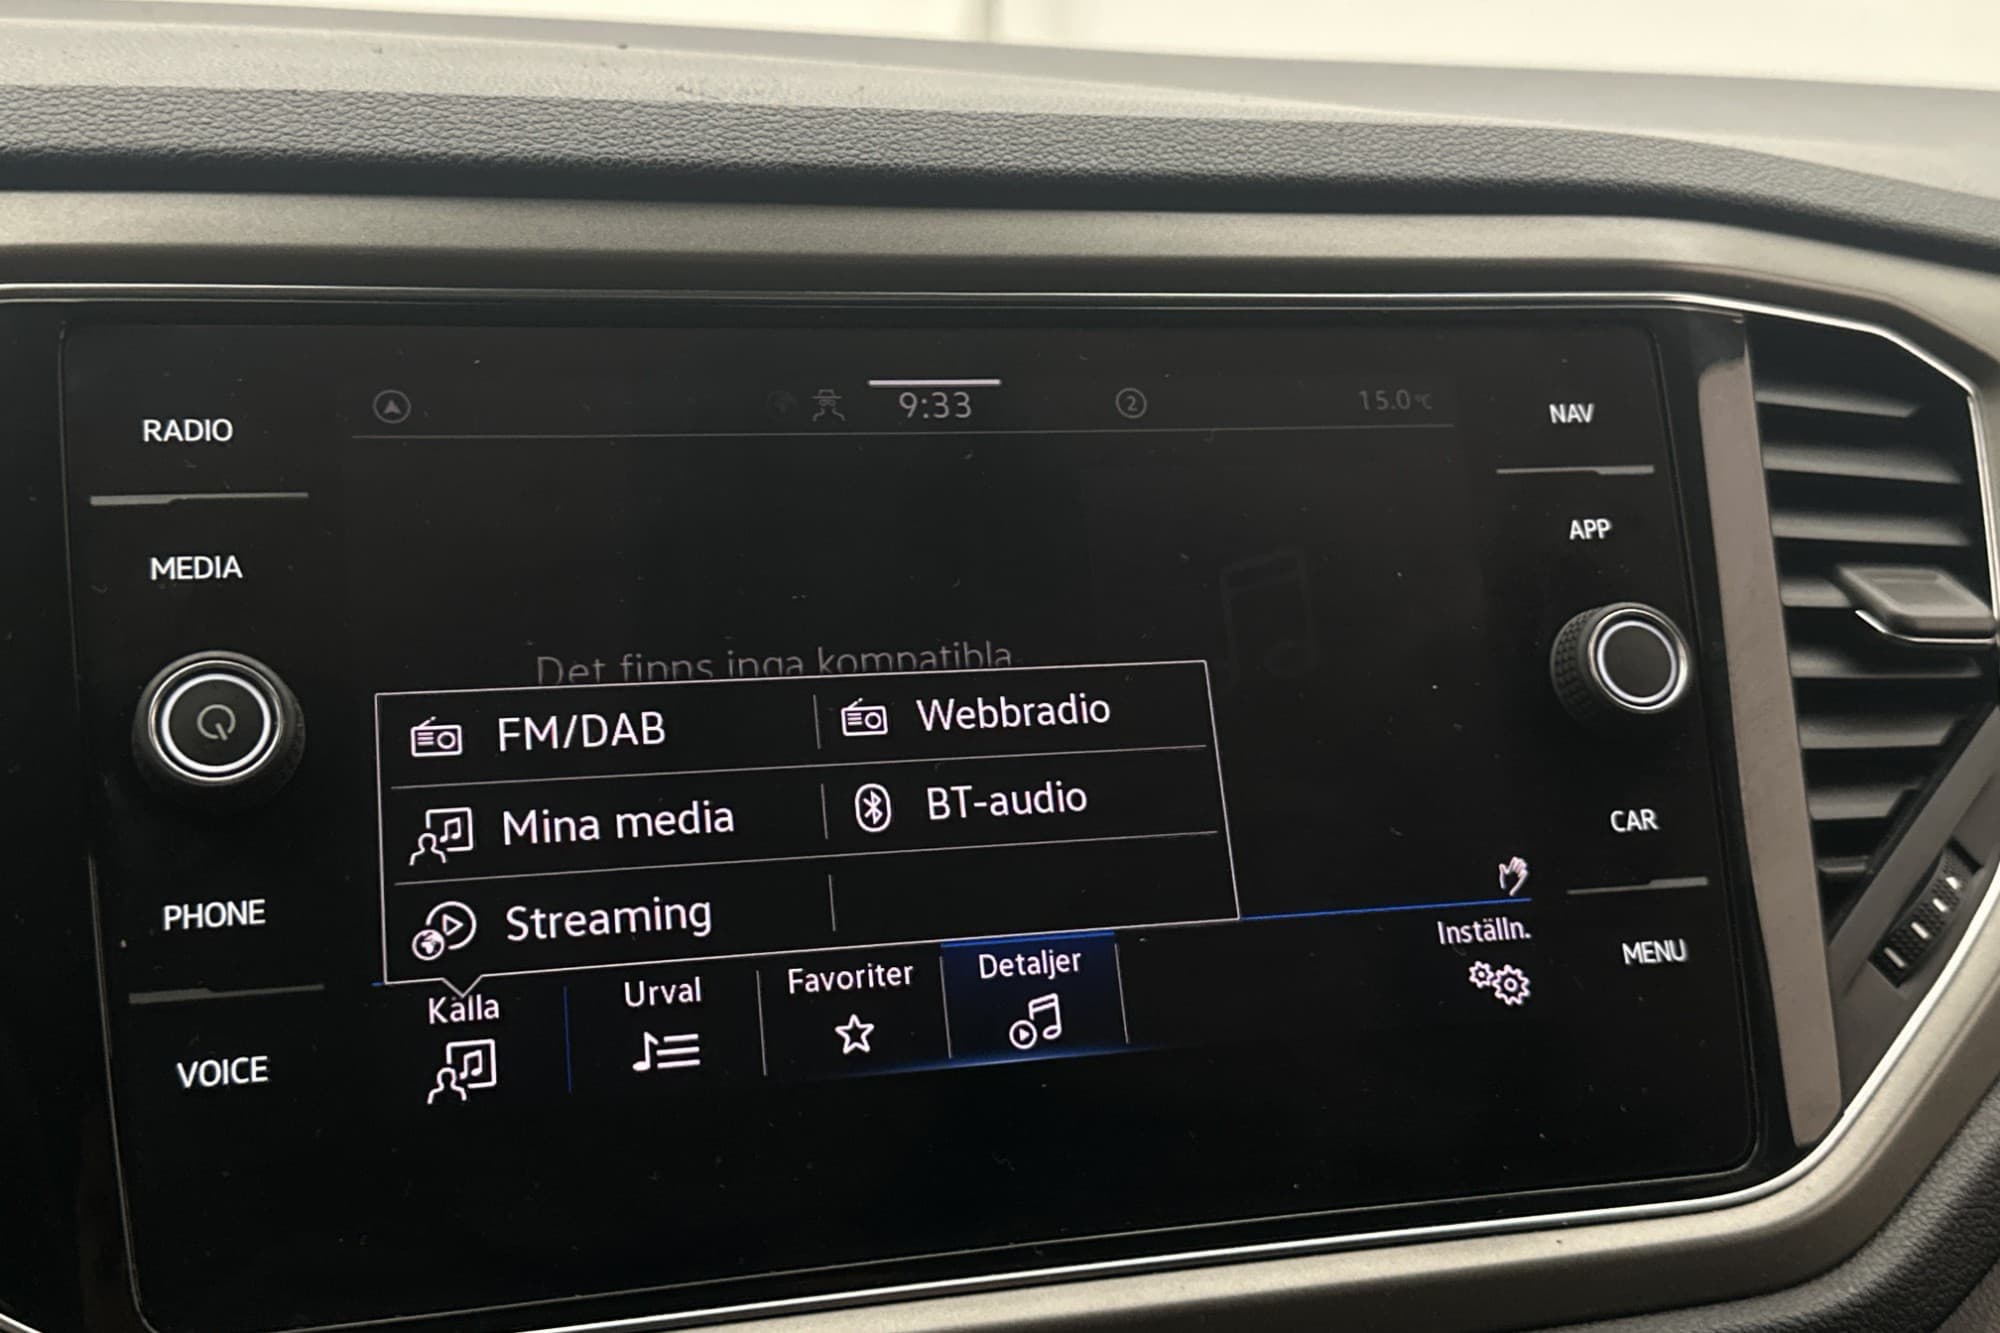 RADIO
MEDIA
PHONE
VOICE
9:33
2
15.0°C
Det finns inga kompatibla
FM/DAB
Webbradio
Mina media
BT-audio
Streaming
Källa
Urval
Favoriter
Detaljer
Inställn.
NAV
APP
CAR
MENU